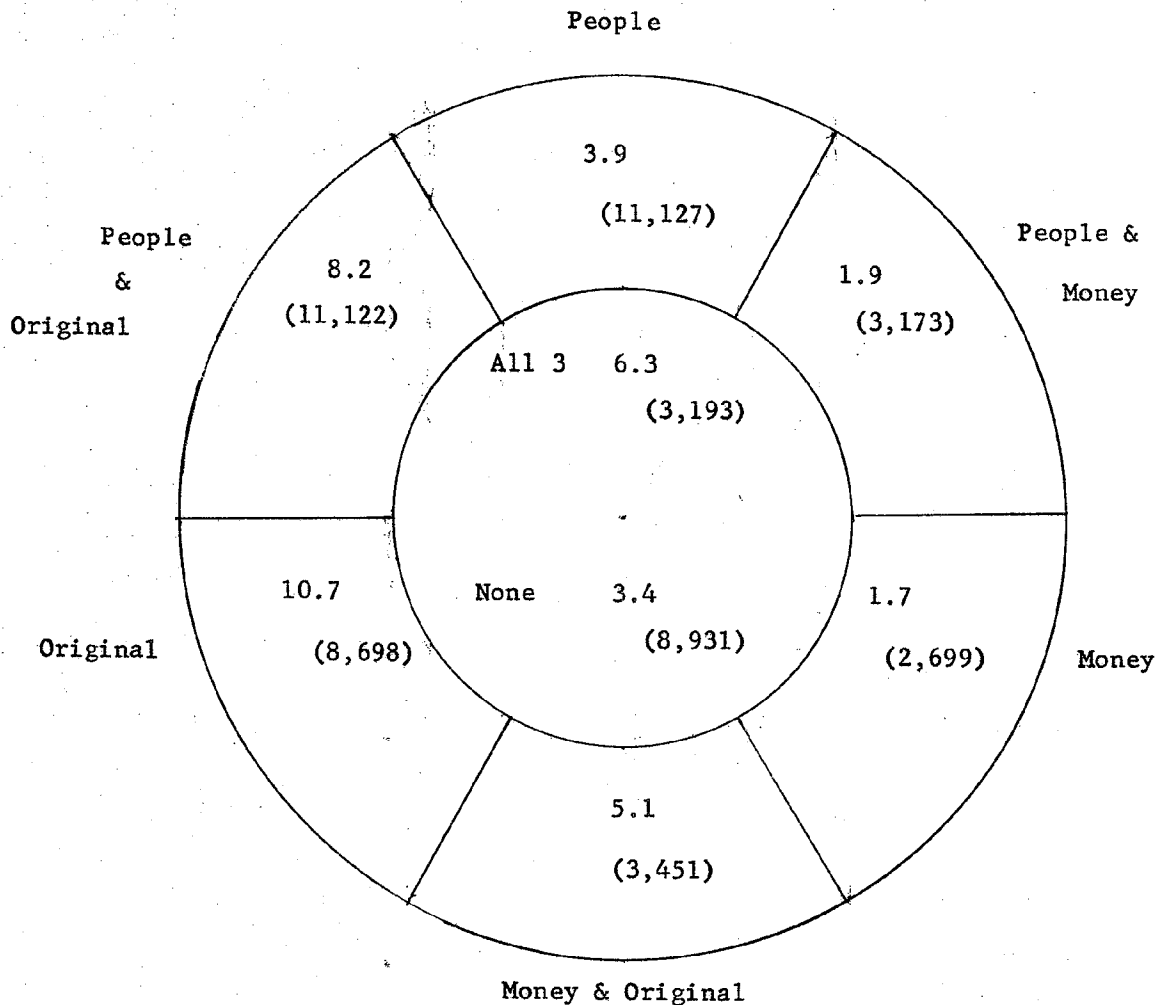 People
3.9
(11,127)
People
&
Original
8.2
(11,122)
People &
Money
1.9
(3,173)
All 3 6.3
(3,193)
Original
10.7
(8,698)
None 3.4
(8,931)
1.7
(2,699)
Money
5.1
(3,451)
Money & Original